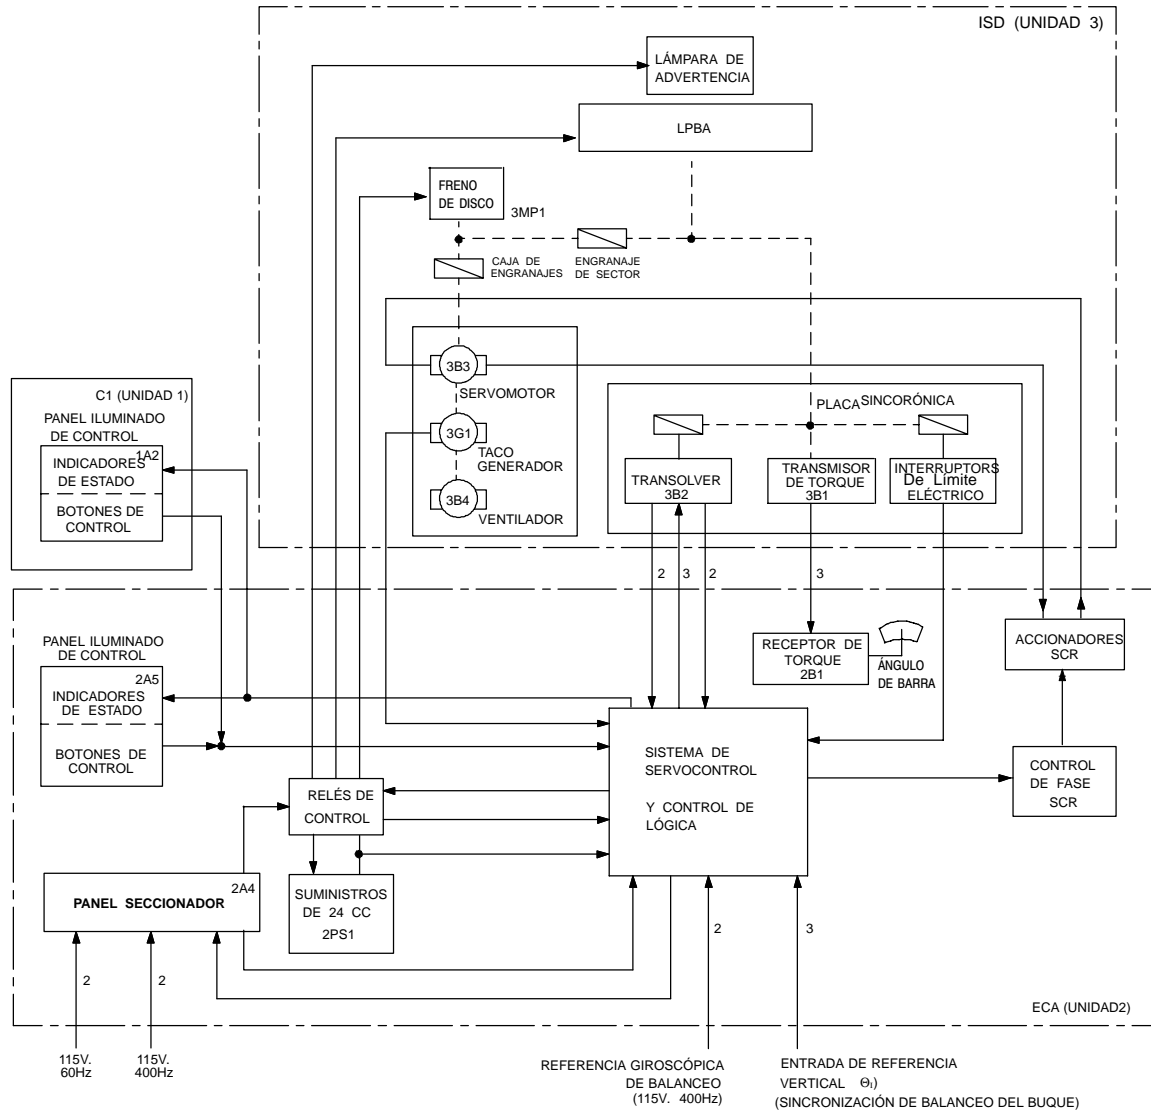 ISD (UNIDAD 3)
LÁMPARA DE
ADVERTENCIA
LPBA
FRENO
DE DISCO
3MP1
CAJA DE
ENGRANAJES
ENGRANAJE
DE SECTOR
3B3
SERVOMOTOR
3G1
TACO
GENERADOR
3B4
VENTILADOR
PLACA SINCORÓNICA
TRANSOLVER
3B2
TRANSMISOR
DE TORQUE
3B1
INTERRUPTORS
De Límite
ELÉCTRICO
C1 (UNIDAD 1)
PANEL ILUMINADO
DE CONTROL
1A2
INDICADORES
DE ESTADO
BOTONES DE
CONTROL
2
3
2
3
PANEL ILUMINADO
DE CONTROL
2A5
INDICADORES
DE ESTADO
BOTONES DE
CONTROL
RECEPTOR DE
TORQUE
2B1
ÁNGULO
DE BARRA
ACCIONADORES
SCR
SISTEMA DE
SERVOCONTROL
Y CONTROL DE
LÓGICA
CONTROL
DE FASE
SCR
RELÉS DE
CONTROL
2A4
PANEL SECCIONADOR
SUMINISTROS
DE 24 CC
2PS1
2
2
2
3
ECA (UNIDAD2)
115V.
60Hz
115V.
400Hz
REFERENCIA GIROSCÓPICA
DE BALANCEO
(115V. 400Hz)
ENTRADA DE REFERENCIA
VERTICAL Θı)
(SINCRONIZACIÓN DE BALANCEO DEL BUQUE)